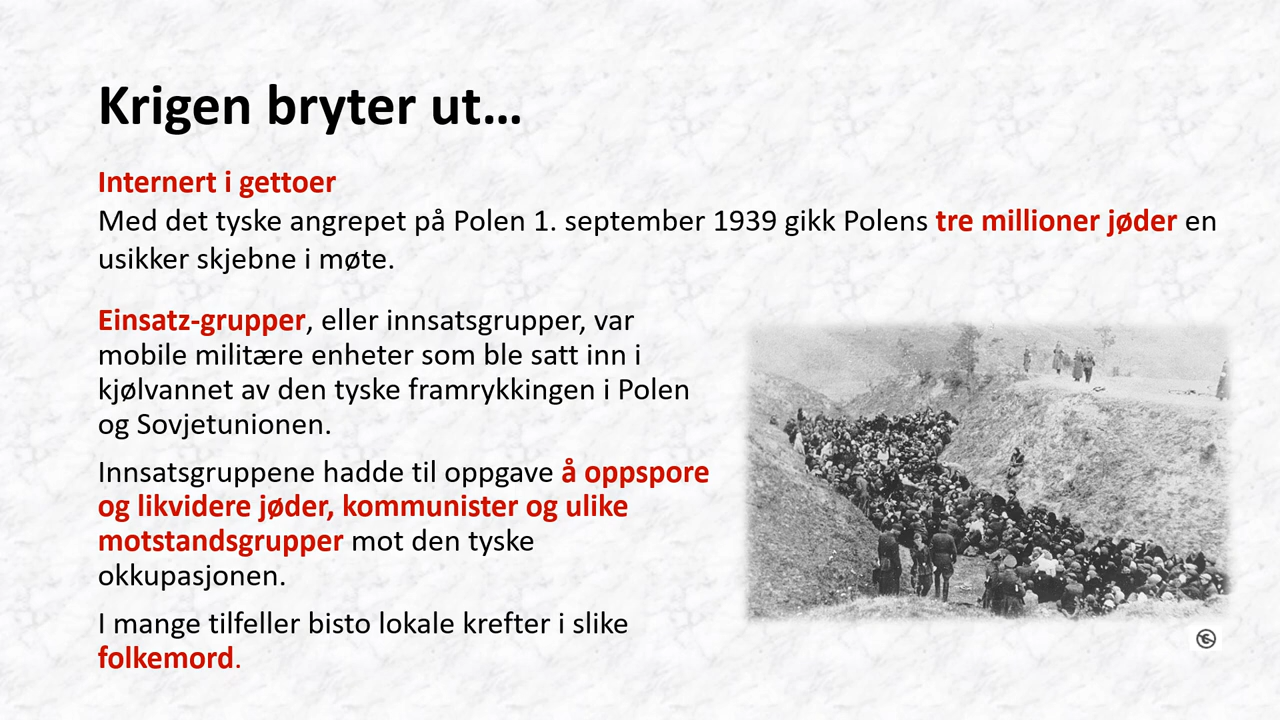 Krigen bryter ut…
Internert i gettoer
Med det tyske angrepet på Polen 1. september 1939 gikk Polens tre millioner jøder en
usikker skjebne i møte.
Einsatz-grupper, eller innsatsgrupper, var
mobile militære enheter som ble satt inn i
kjølvannet av den tyske framrykkingen i Polen
og Sovjetunionen.
Innsatsgruppene hadde til oppgave å oppspore
og likvidere jøder, kommunister og ulike
motstandsgrupper mot den tyske
okkupasjonen.
I mange tilfeller bisto lokale krefter i slike
folkemord.